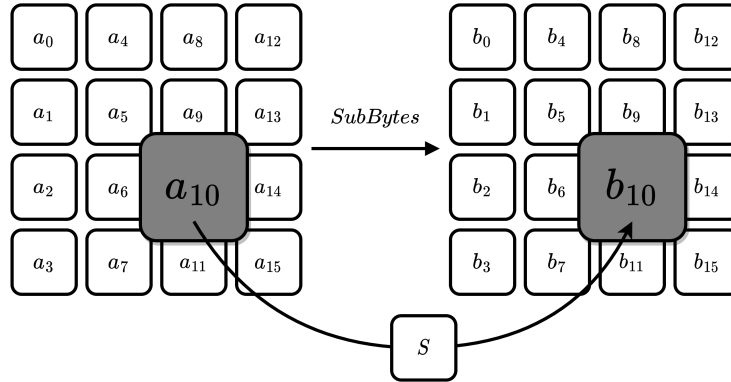 a₀ a₄ a₈ a₁₂ b₀ b₄ b₈ b₁₂
a₁ a₅ a₉ a₁₃ SubBytes b₁ b₅ b₉ b₁₃
a₂ a₆ a₁₀ a₁₄ b₂ b₆ b₁₀ b₁₄
a₃ a₇ a₁₁ a₁₅ b₃ b₇ b₁₁ b₁₅
S